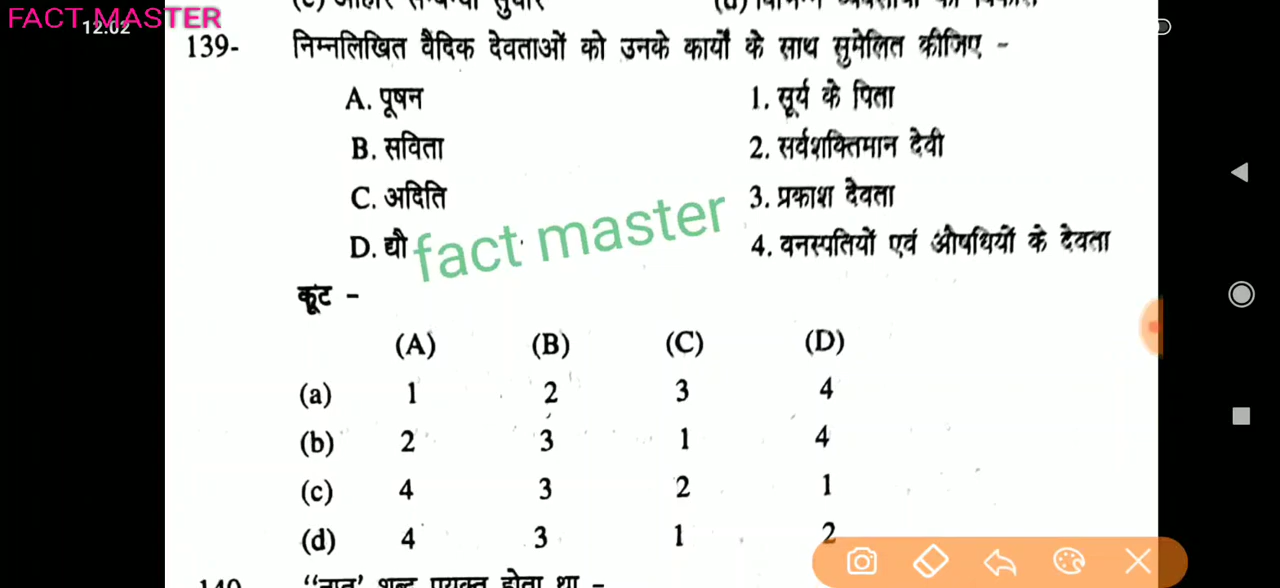 FACT MASTER
12.02
139- निम्नलिखित वैदिक देवताओं को उनके कार्यों के साथ सुमेलित कीजिए -
A. पूषन 1. सूर्य के पिता
B. सविता 2. सर्वशक्तिमान देवी
C. अदिति 3. प्रकाश देवता
D. द्यौ 4. वनस्पतियों एवं औषधियों के देवता
fact master
कूट -
(A) (B) (C) (D)
(a) 1 2 3 4
(b) 2 3 1 4
(c) 4 3 2 1
(d) 4 3 1 2